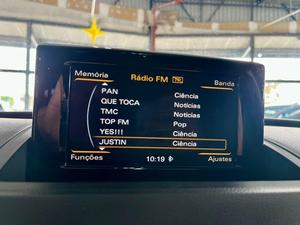 Memória Rádio FM TP Banda
PAN Ciência
QUE TOCA Notícias
TMC Notícias
TOP FM Pop
YES!!! Ciência
JUSTIN Ciência
Funções 10:19 Ajustes